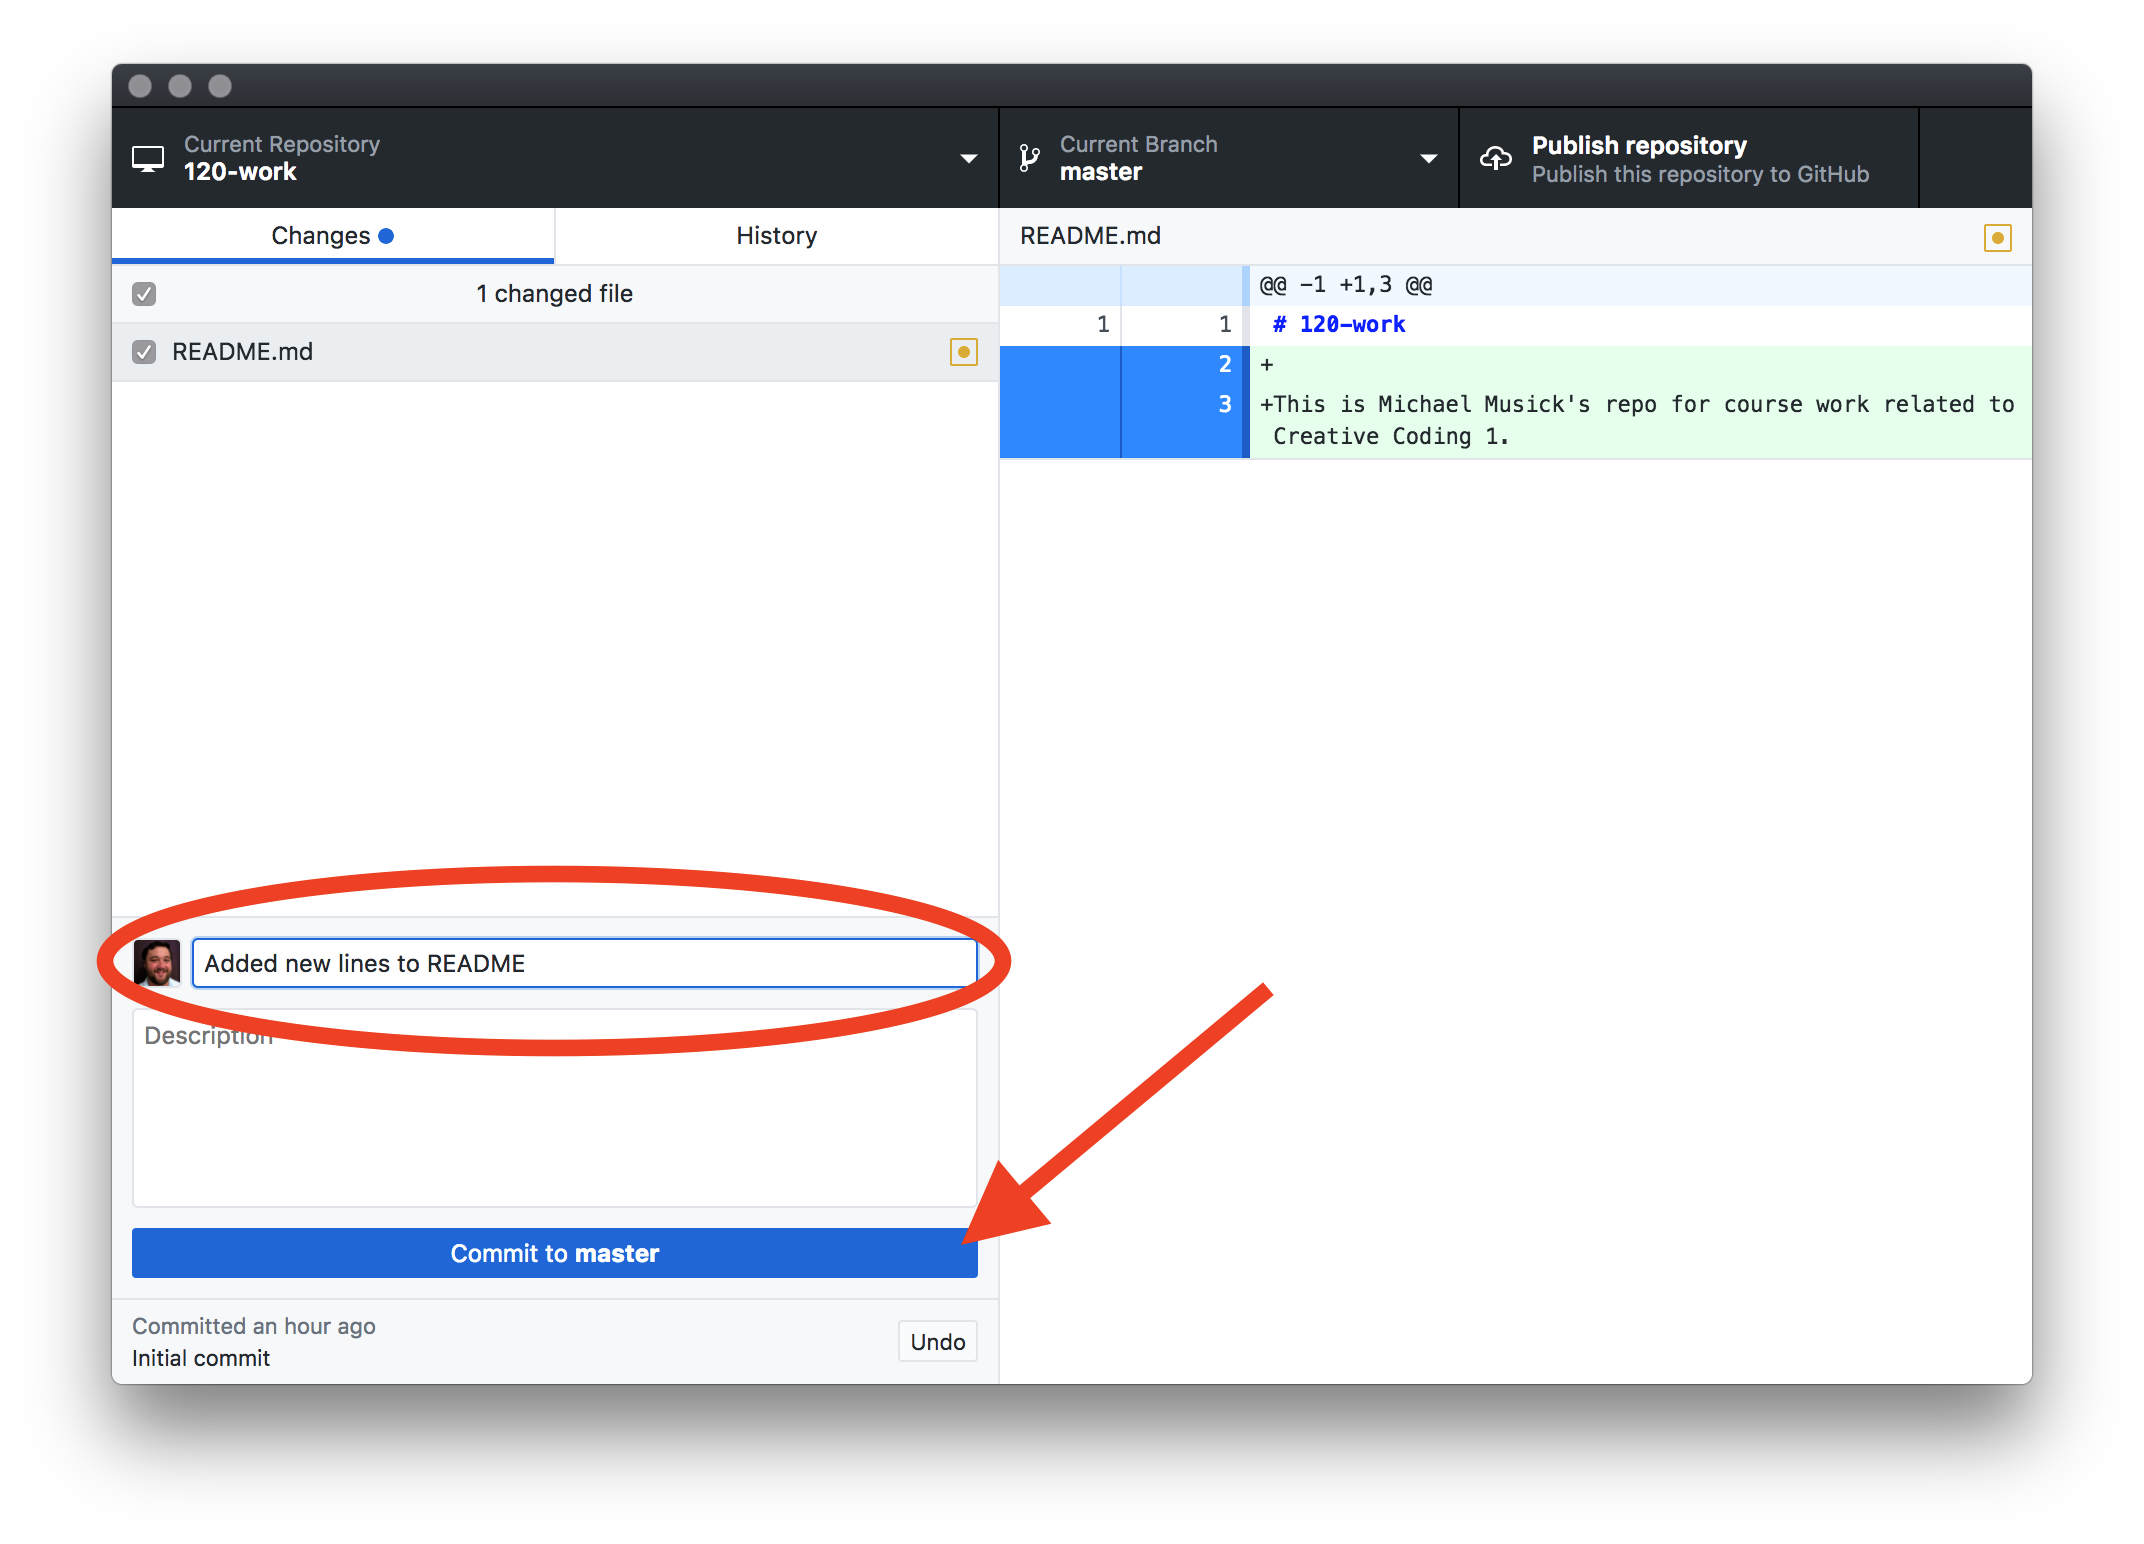 Current Repository
120-work
Current Branch
master
Publish repository
Publish this repository to GitHub
Changes
History
README.md
1 changed file
README.md
@@ -1 +1,3 @@
1 1 # 120-work
2 +
3 +This is Michael Musick's repo for course work related to
Creative Coding 1.
Added new lines to README
Description
Commit to master
Committed an hour ago
Initial commit
Undo